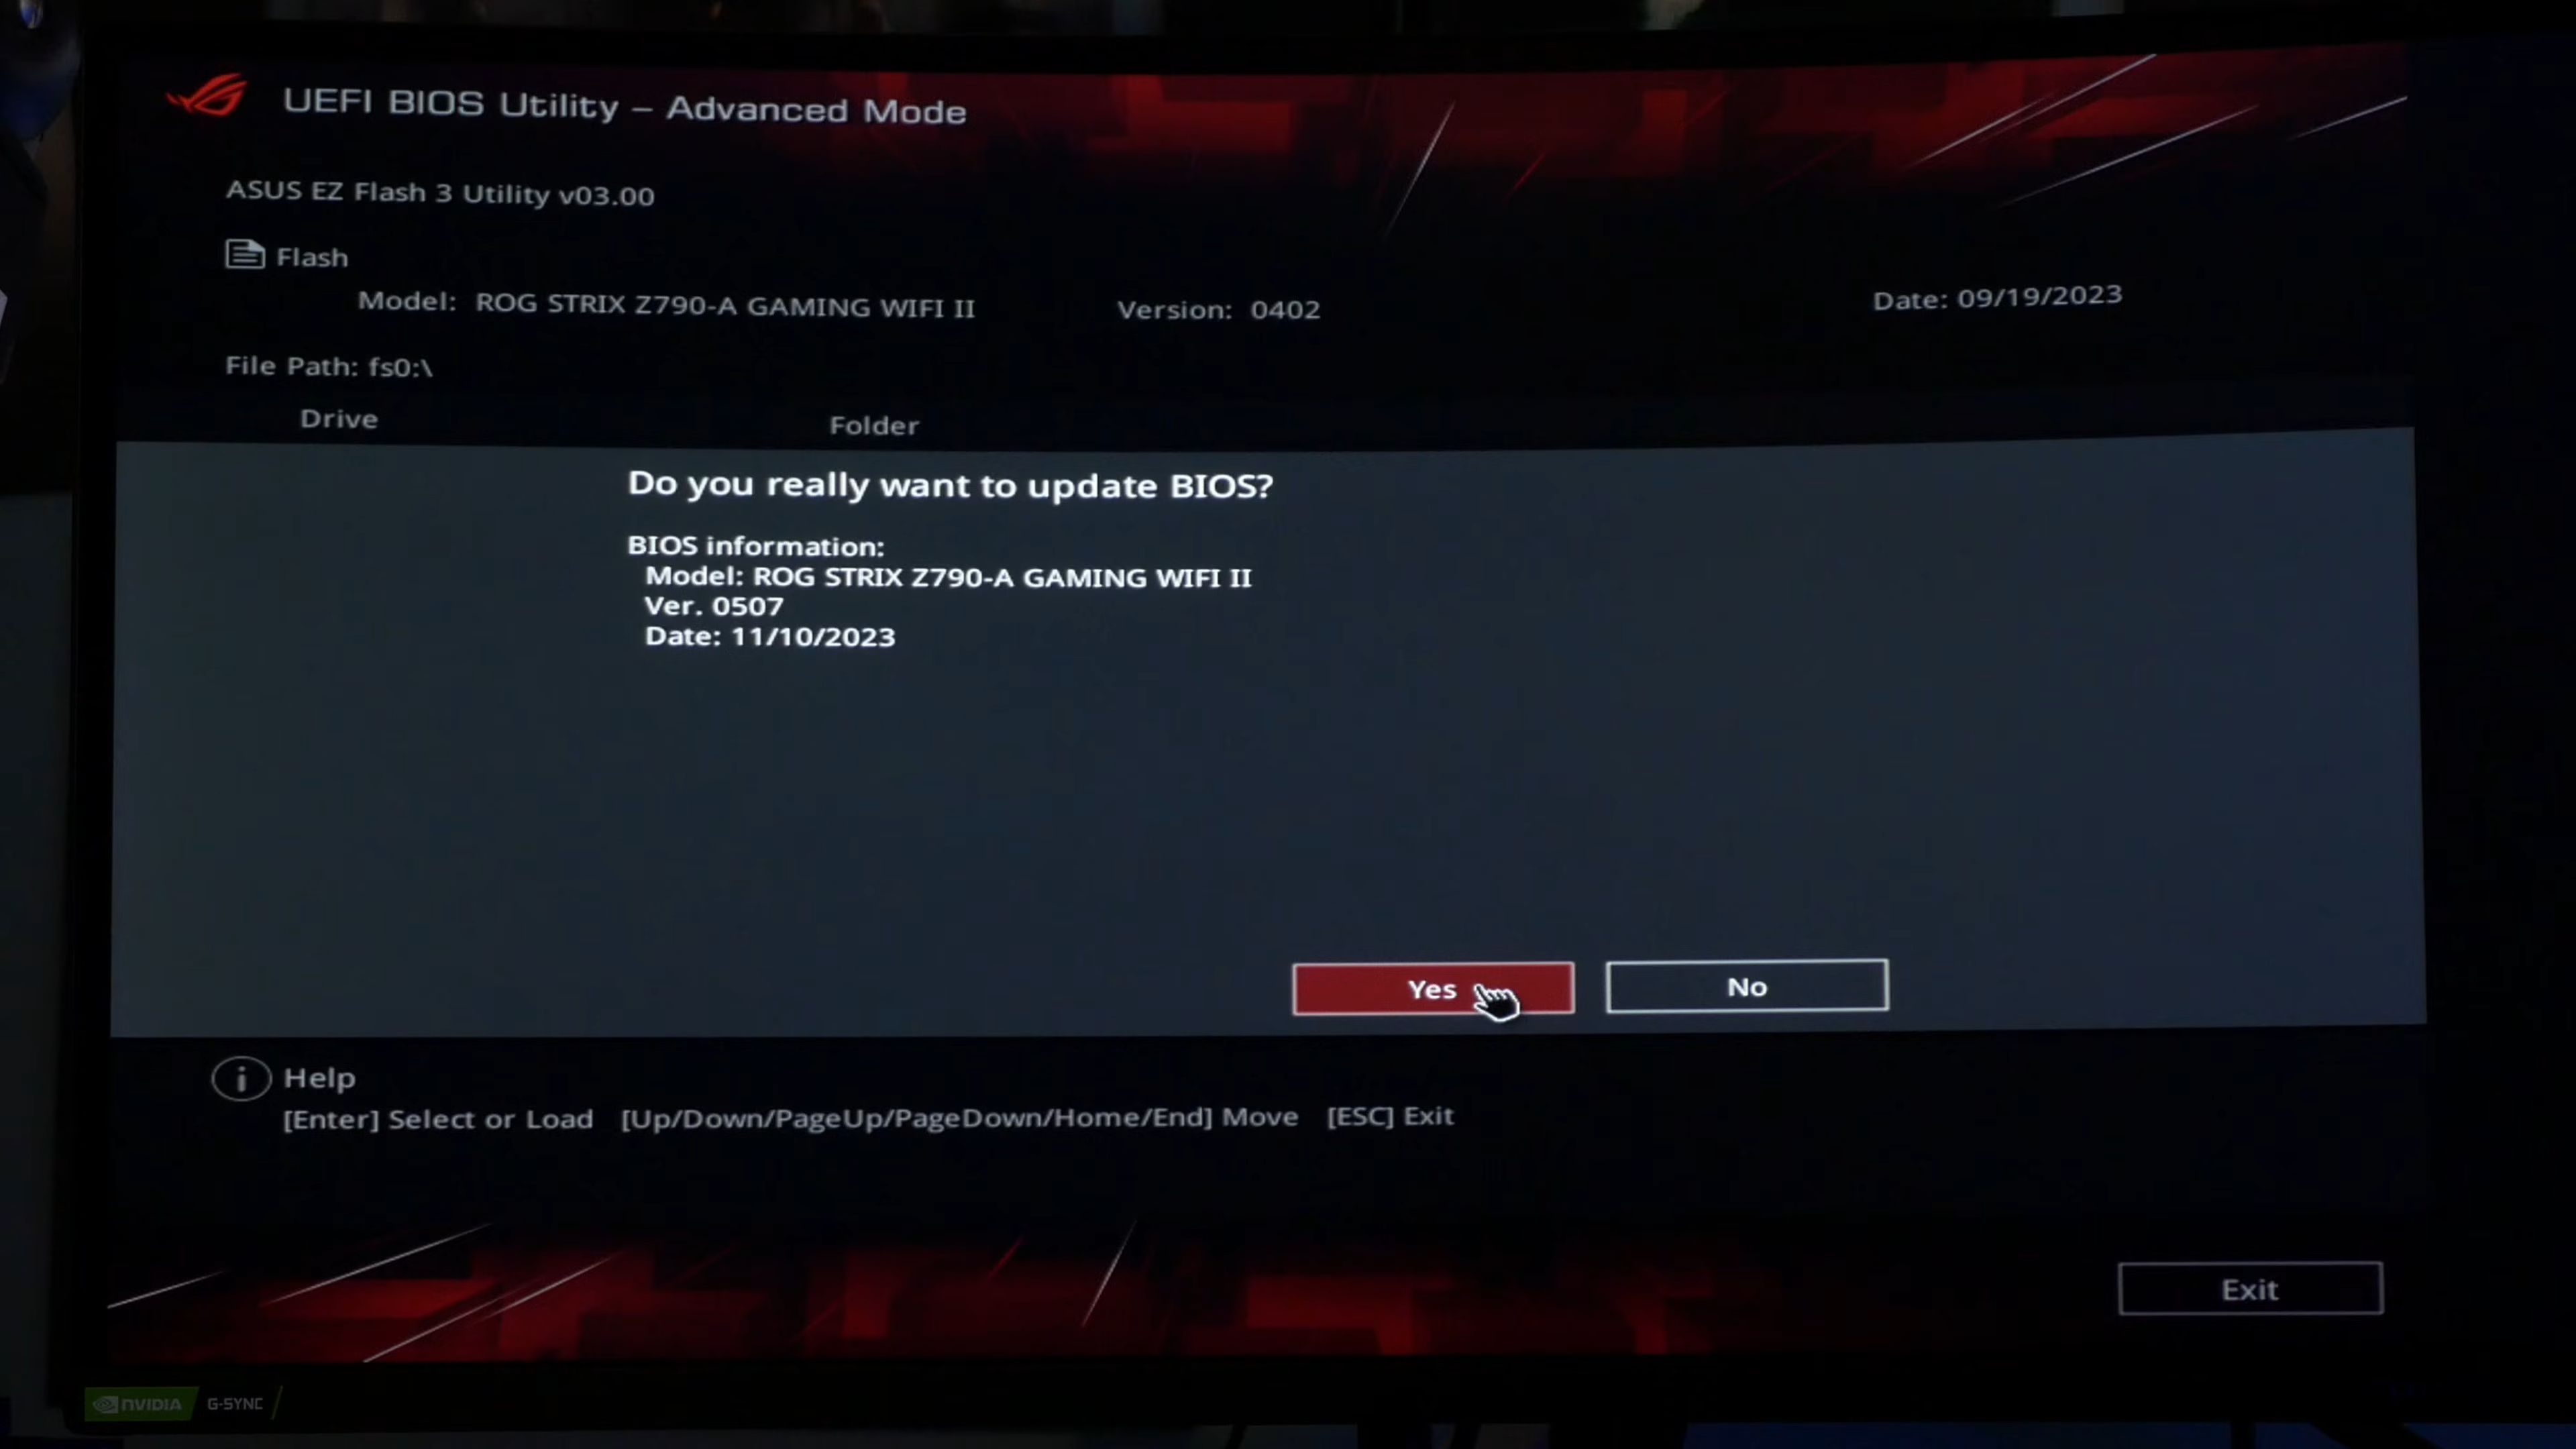 UEFI BIOS Utility – Advanced Mode
ASUS EZ Flash 3 Utility v03.00
Flash
Model: ROG STRIX Z790-A GAMING WIFI II Version: 0402 Date: 09/19/2023
File Path: fs0:\
Drive Folder
Do you really want to update BIOS?
BIOS information:
Model: ROG STRIX Z790-A GAMING WIFI II
Ver. 0507
Date: 11/10/2023
Yes No
Help
[Enter] Select or Load [Up/Down/PageUp/PageDown/Home/End] Move [ESC] Exit
Exit
NVIDIA G-SYNC